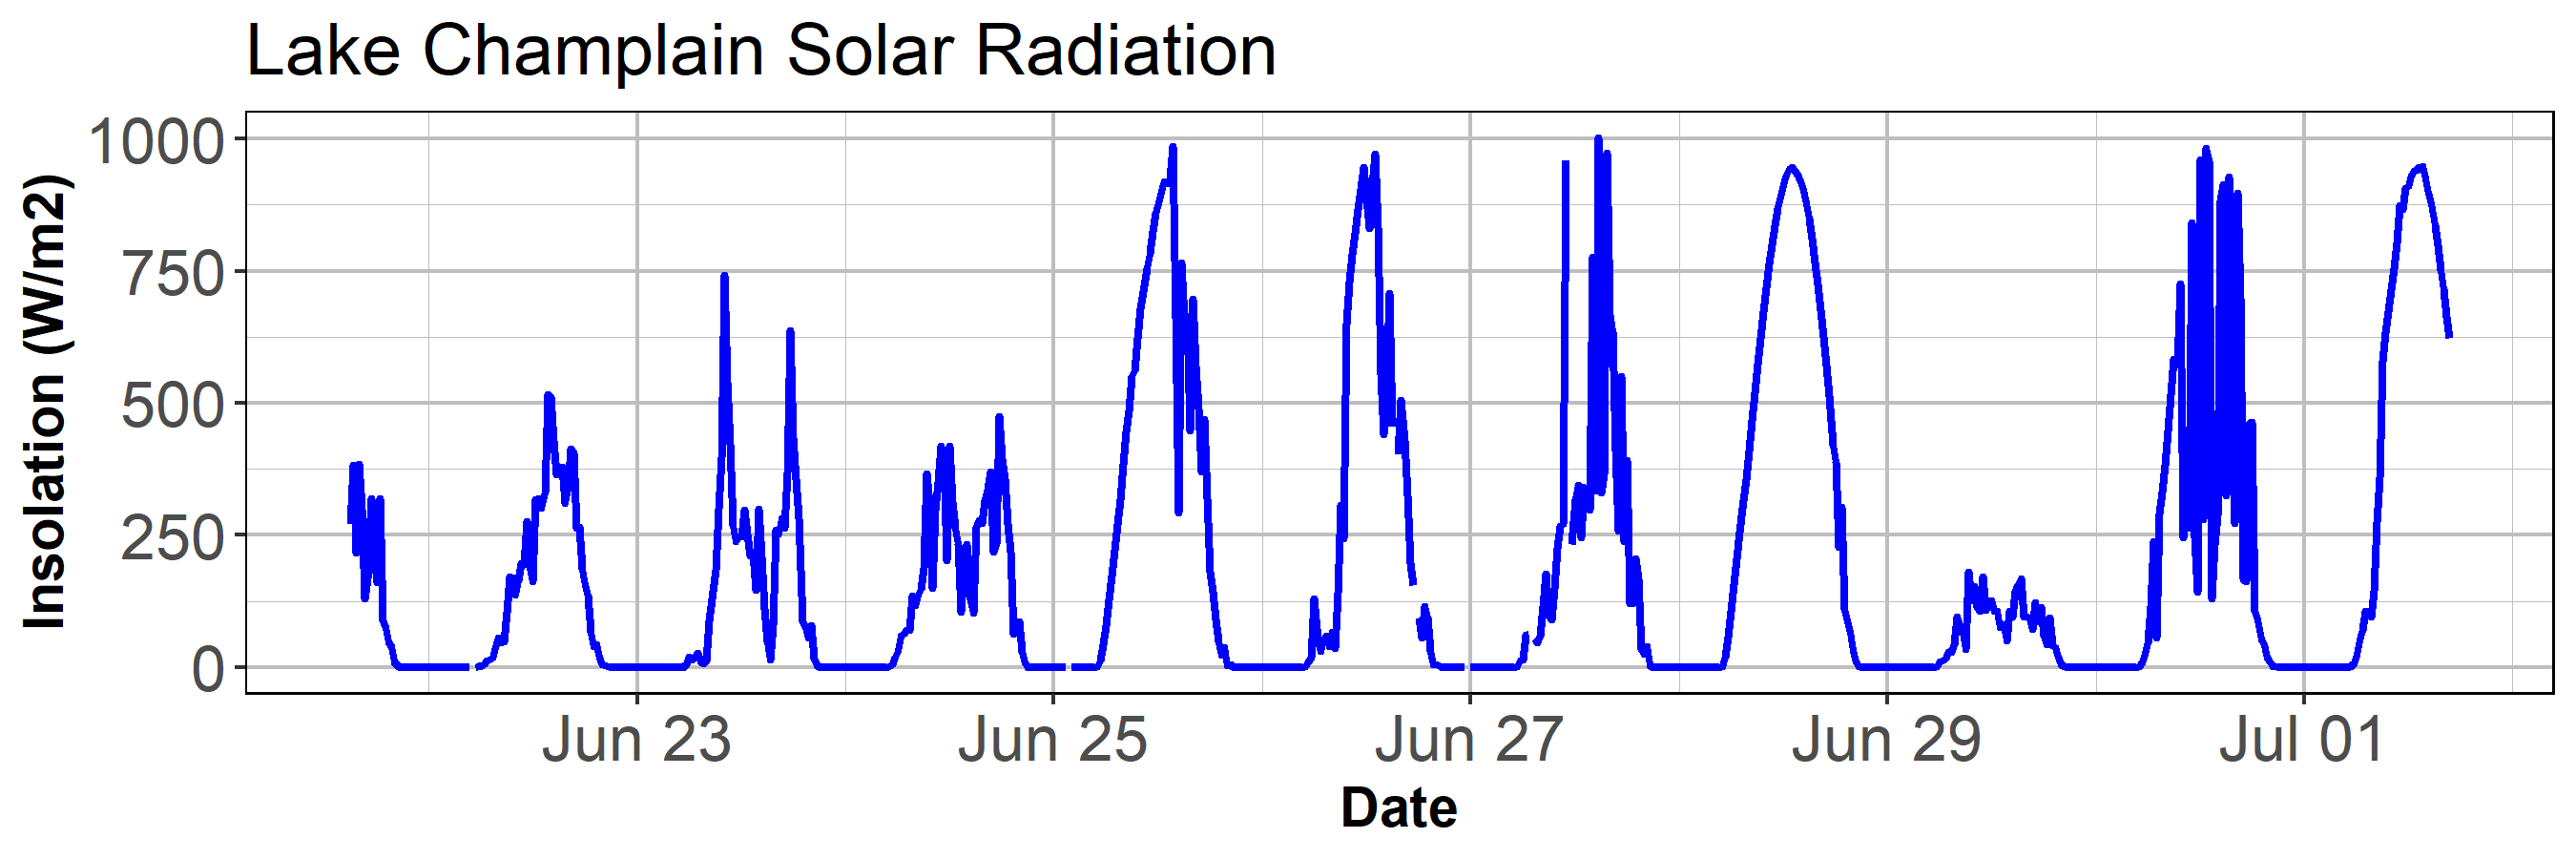 Lake Champlain Solar Radiation
1000
750
500
250
0
Insolation (W/m2)
Jun 23
Jun 25
Jun 27
Jun 29
Jul 01
Date